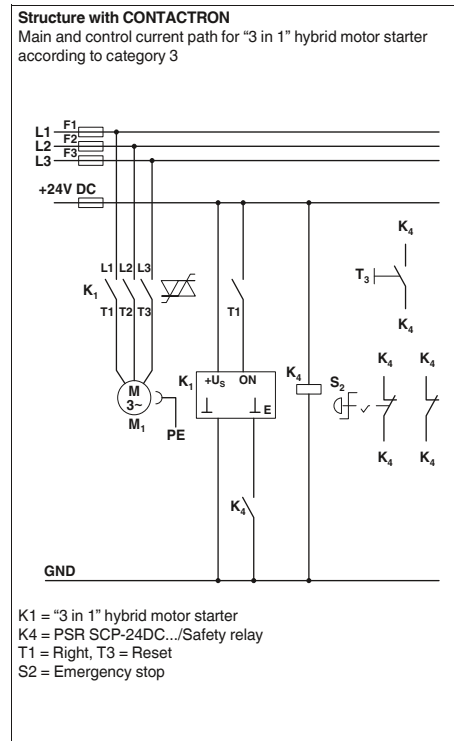 Structure with CONTACTRON
Main and control current path for “3 in 1” hybrid motor starter
according to category 3
F1
L1
F2
L2
F3
L3
+24V DC
K4
L1 L2 L3
T3
K1
T1 T2 T3
T1
K4
K4 K4
K1 +US ON
K4
S2
M
3~
E
M1
PE
K4 K4
K4
GND
K1 = “3 in 1” hybrid motor starter
K4 = PSR SCP-24DC.../Safety relay
T1 = Right, T3 = Reset
S2 = Emergency stop